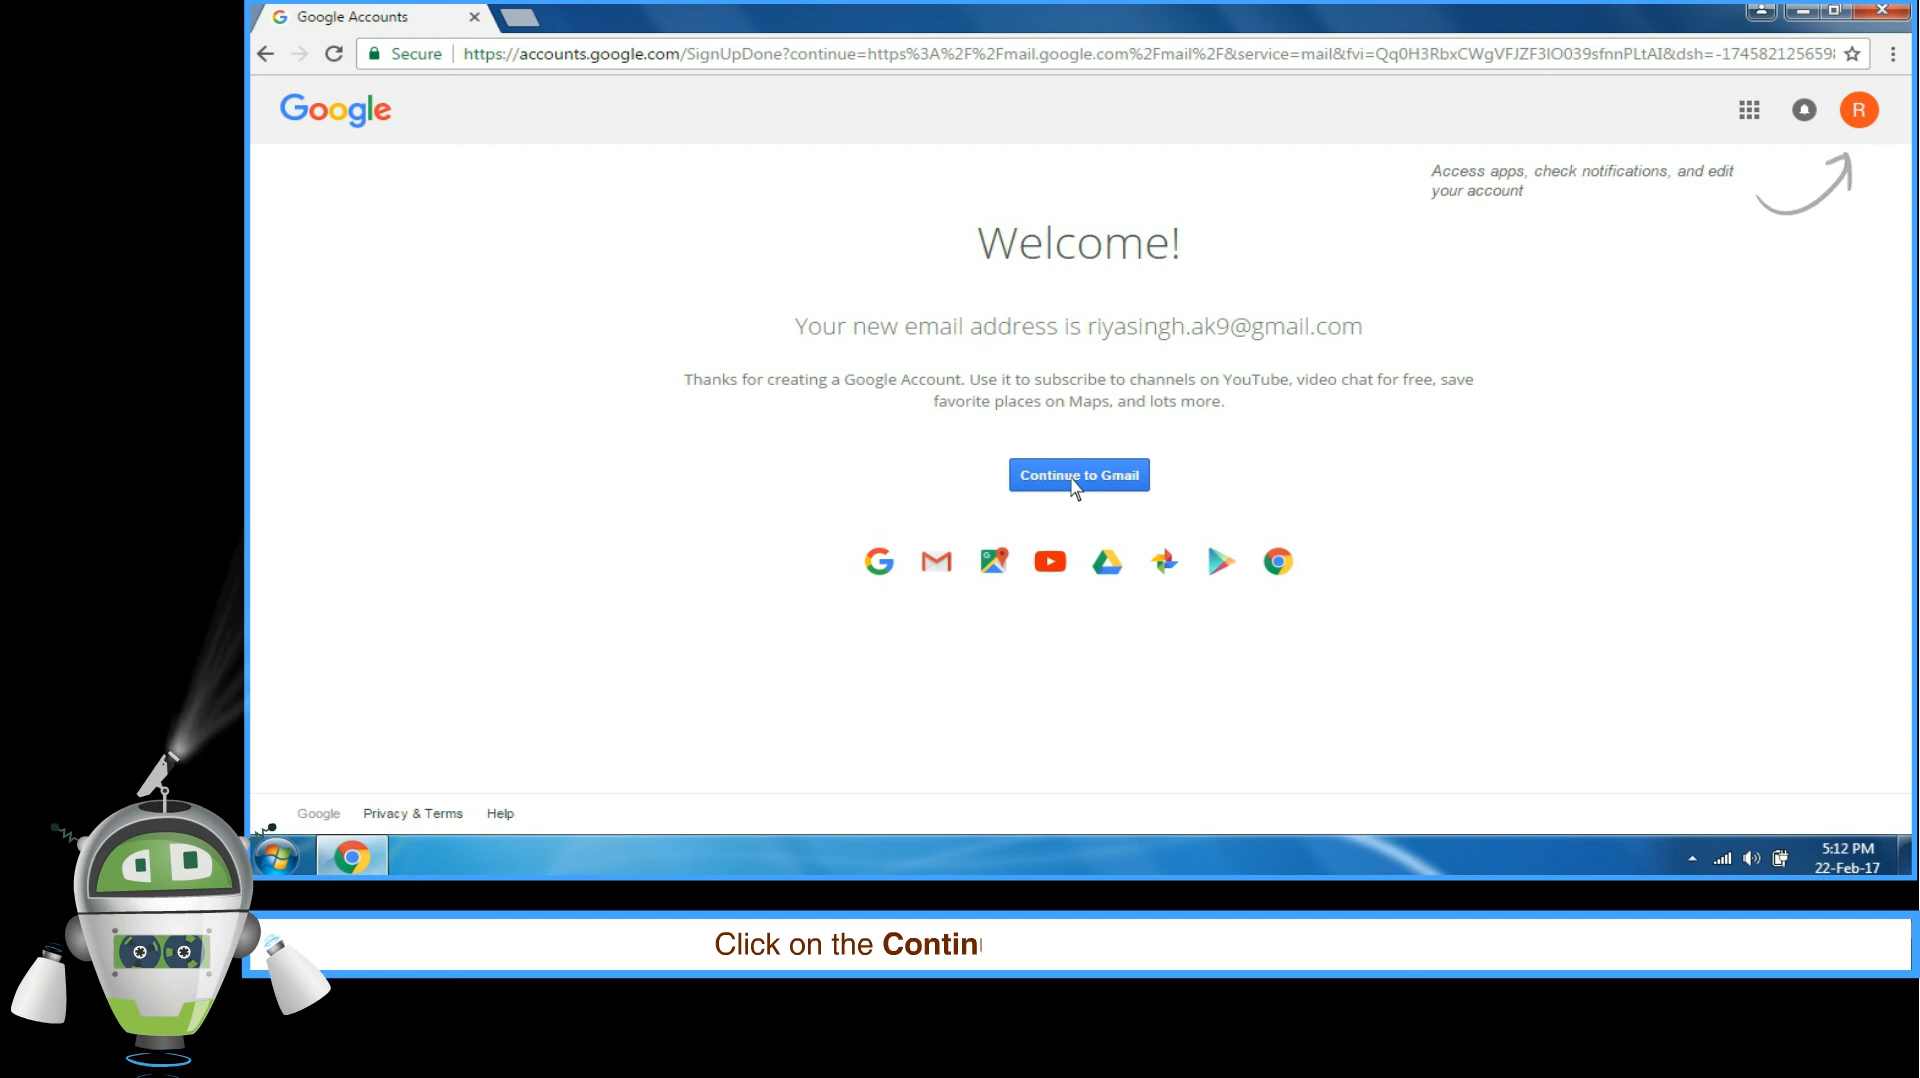 Google Accounts
Secure https://accounts.google.com/SignUpDone?continue=https%3A%2F%2Fmail.google.com%2Fmail%2F&service=mail&fvi=Qq0H3RbxCWgVFJZF3lO039sfnnPLtAI&dsh=-174582125659
Google
R
Access apps, check notifications, and edit
your account
Welcome!
Your new email address is riyasingh.ak9@gmail.com
Thanks for creating a Google Account. Use it to subscribe to channels on YouTube, video chat for free, save
favorite places on Maps, and lots more.
Continue to Gmail
Google Privacy & Terms Help
5:12 PM
22-Feb-17
Click on the Contin